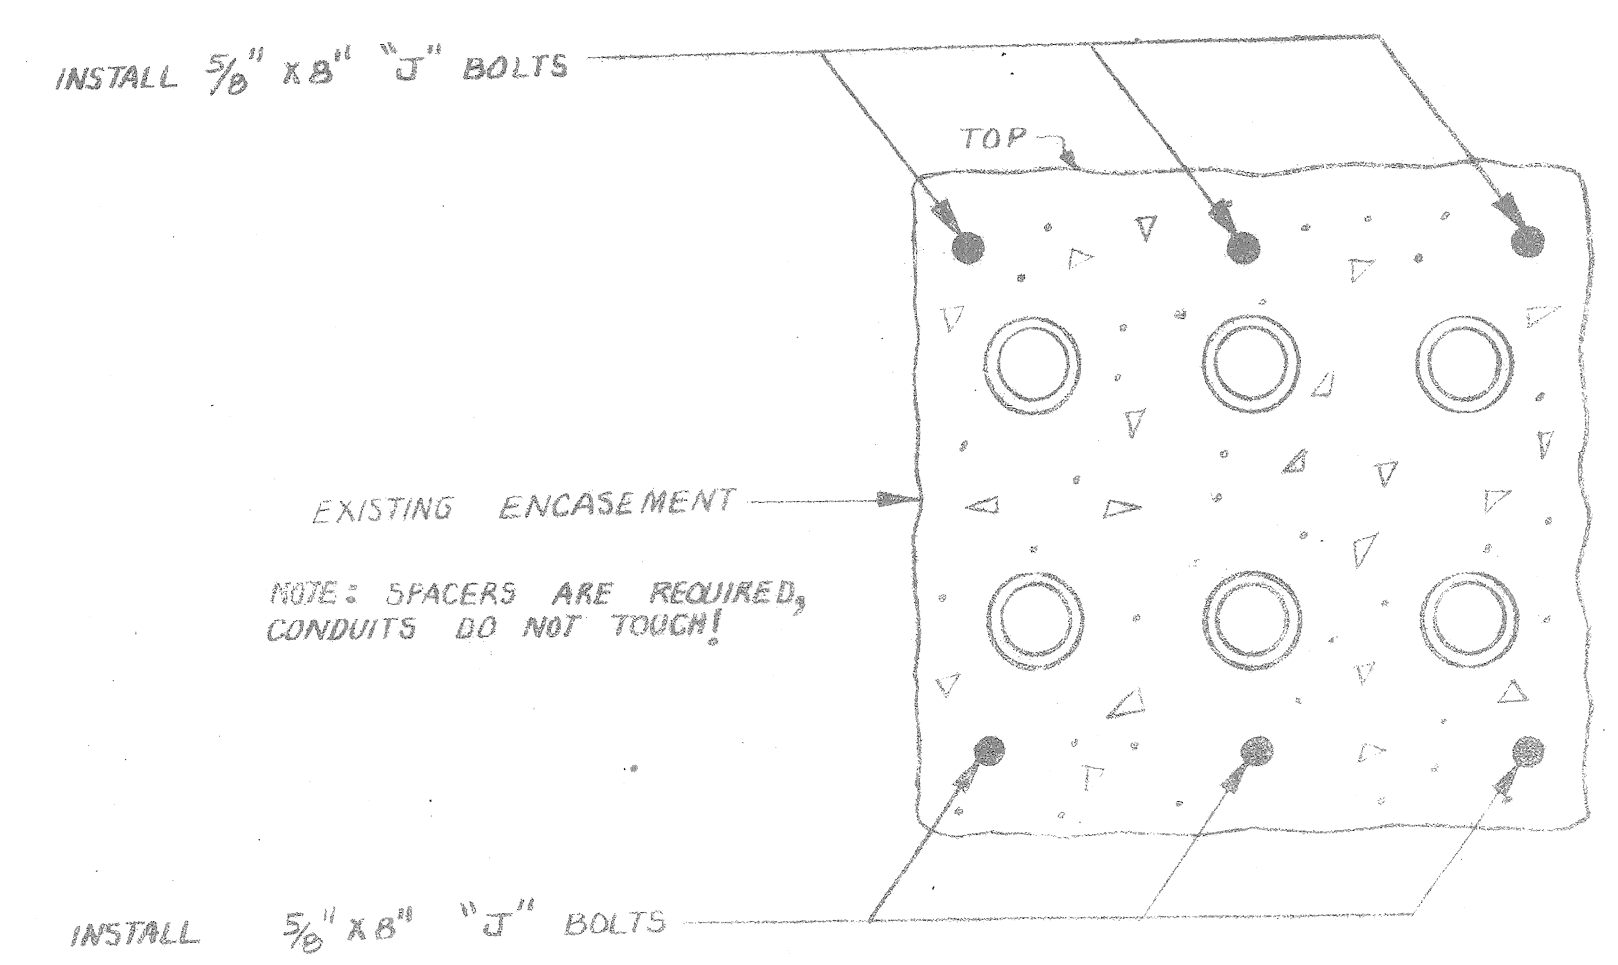 INSTALL 5/8" X 8" "J" BOLTS
TOP
EXISTING ENCASEMENT
NOTE: SPACERS ARE REQUIRED,
CONDUITS DO NOT TOUCH!
INSTALL 5/8" X 8" "J" BOLTS